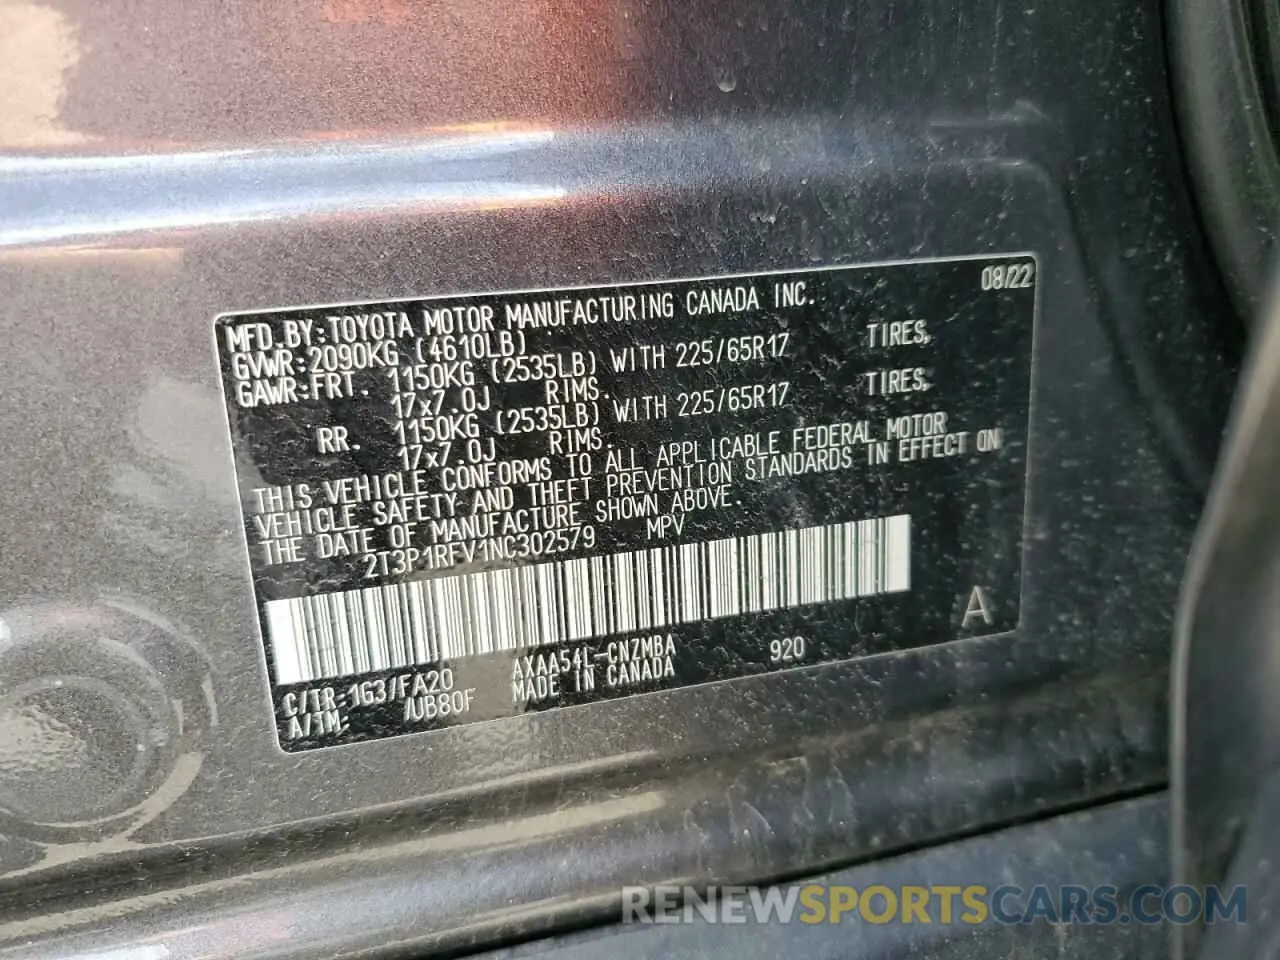 08/22
MFD.BY:TOYOTA MOTOR MANUFACTURING CANADA INC.
GVWR:2090KG (4610LB)
GAWR:FRT. 1150KG (2535LB) WITH 225/65R17 TIRES,
17x7.0J RIMS.
RR. 1150KG (2535LB) WITH 225/65R17 TIRES,
17x7.0J RIMS.
THIS VEHICLE CONFORMS TO ALL APPLICABLE FEDERAL MOTOR
VEHICLE SAFETY AND THEFT PREVENTION STANDARDS IN EFFECT ON
THE DATE OF MANUFACTURE SHOWN ABOVE.
2T3P1RFV1NC302579 MPV
A
C/TR:1G3/FA20 AXAA54L-CNZMBA 920
A/TM: /UB80F MADE IN CANADA
RENEWSPORTSCARS.COM